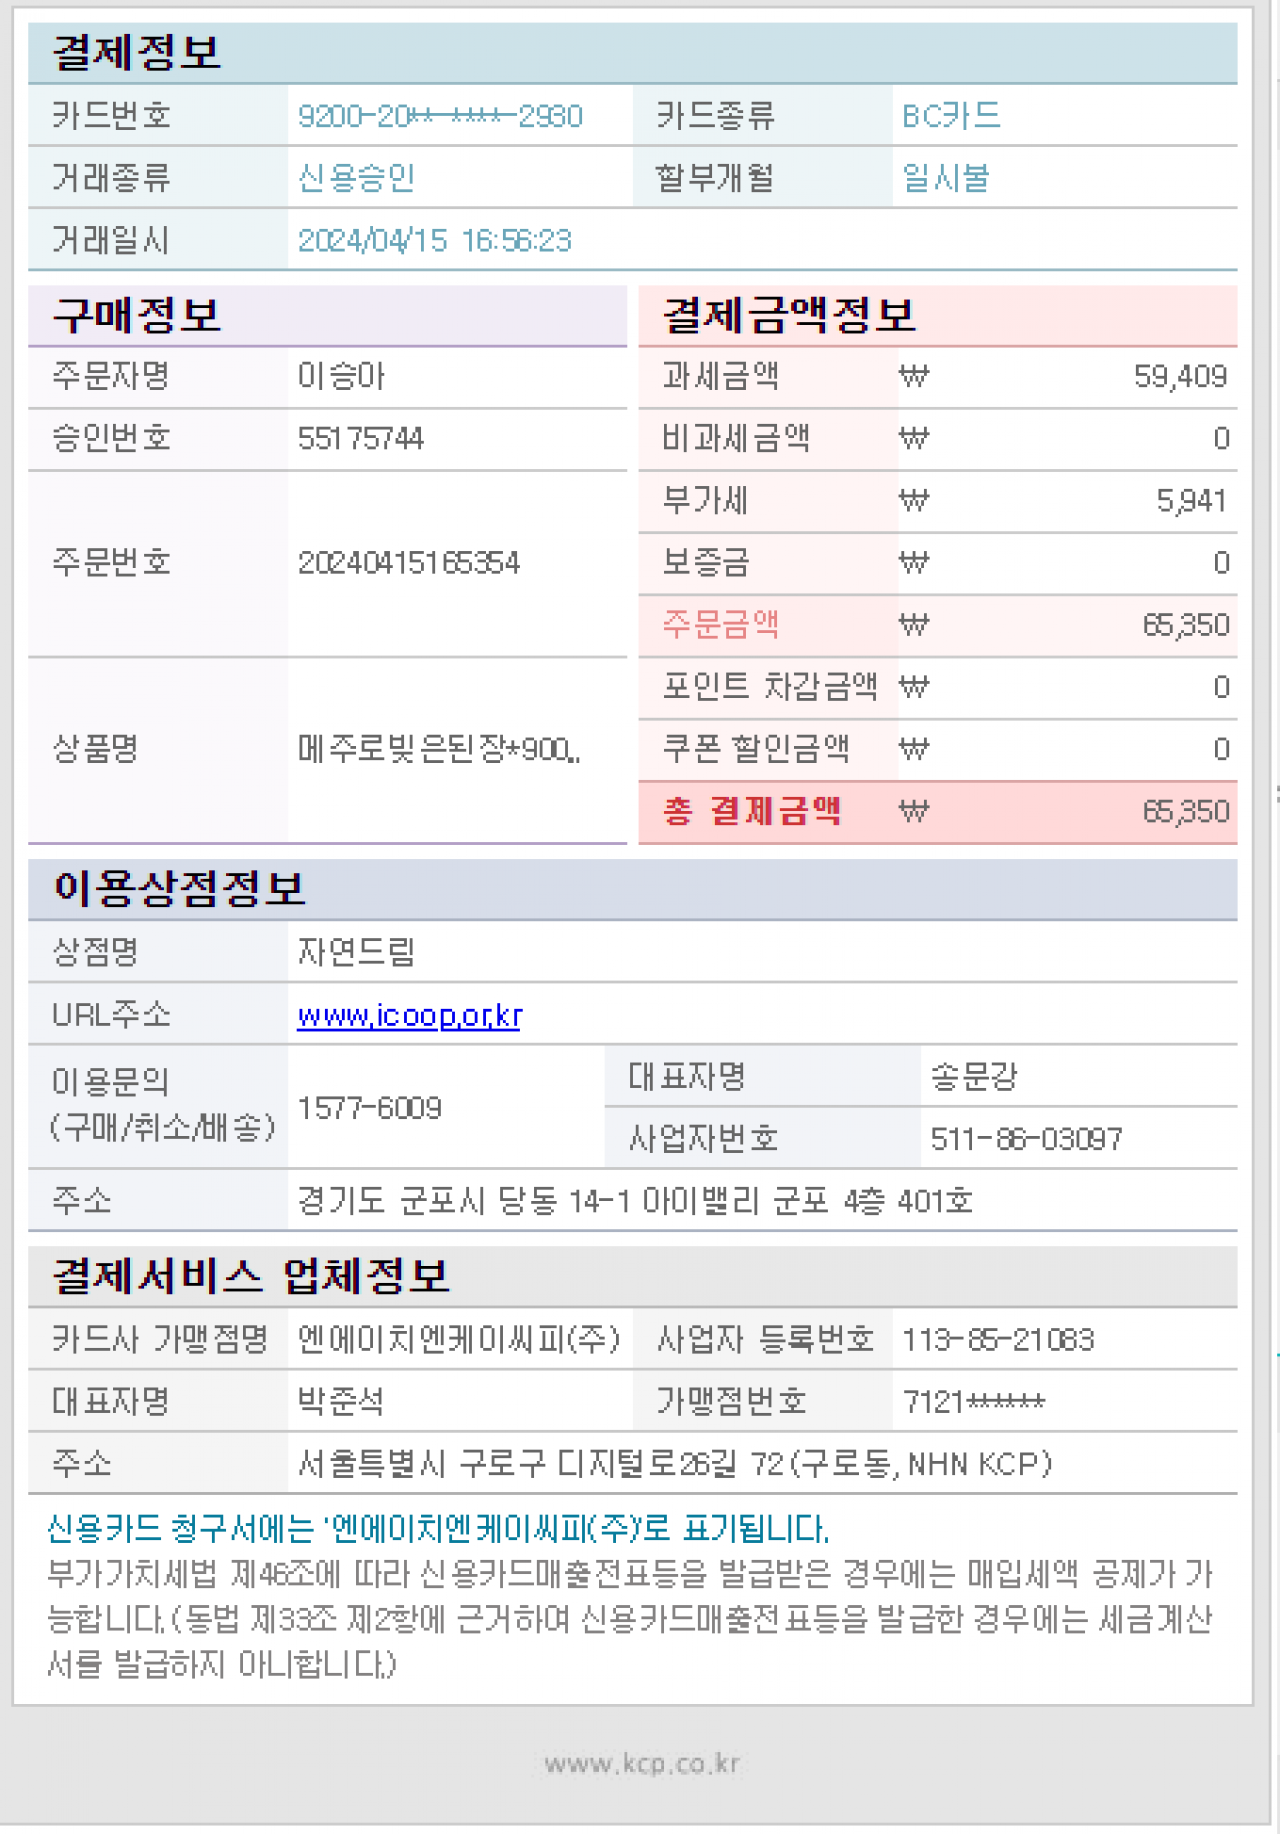 결제정보
카드번호 9200-20**-****-2930 카드종류 BC카드
거래종류 신용승인 할부개월 일시불
거래일시 2024/04/15 16:56:23
구매정보
주문자명 이승아
승인번호 55175744
주문번호 20240415165354
상품명 메주로빚은된장*900..
결제금액정보
과세금액 ₩ 59,409
비과세금액 ₩ 0
부가세 ₩ 5,941
보증금 ₩ 0
주문금액 ₩ 65,350
포인트 차감금액 ₩ 0
쿠폰 할인금액 ₩ 0
총 결제금액 ₩ 65,350
이용상점정보
상점명 자연드림
URL주소 www.icoop.or.kr
이용문의
(구매/취소/배송) 1577-6009
대표자명 송문강
사업자번호 511-86-03097
주소 경기도 군포시 당동 14-1 아이밸리 군포 4층 401호
결제서비스 업체정보
카드사 가맹점명 엔에이치엔케이씨피(주) 사업자 등록번호 113-85-21083
대표자명 박준석 가맹점번호 7121******
주소 서울특별시 구로구 디지털로26길 72 (구로동, NHN KCP)
신용카드 청구서에는 '엔에이치엔케이씨피(주)'로 표기됩니다.
부가가치세법 제46조에 따라 신용카드매출전표등을 발급받은 경우에는 매입세액 공제가 가
능합니다.(동법 제33조 제2항에 근거하여 신용카드매출전표등을 발급한 경우에는 세금계산
서를 발급하지 아니합니다.)
www.kcp.co.kr